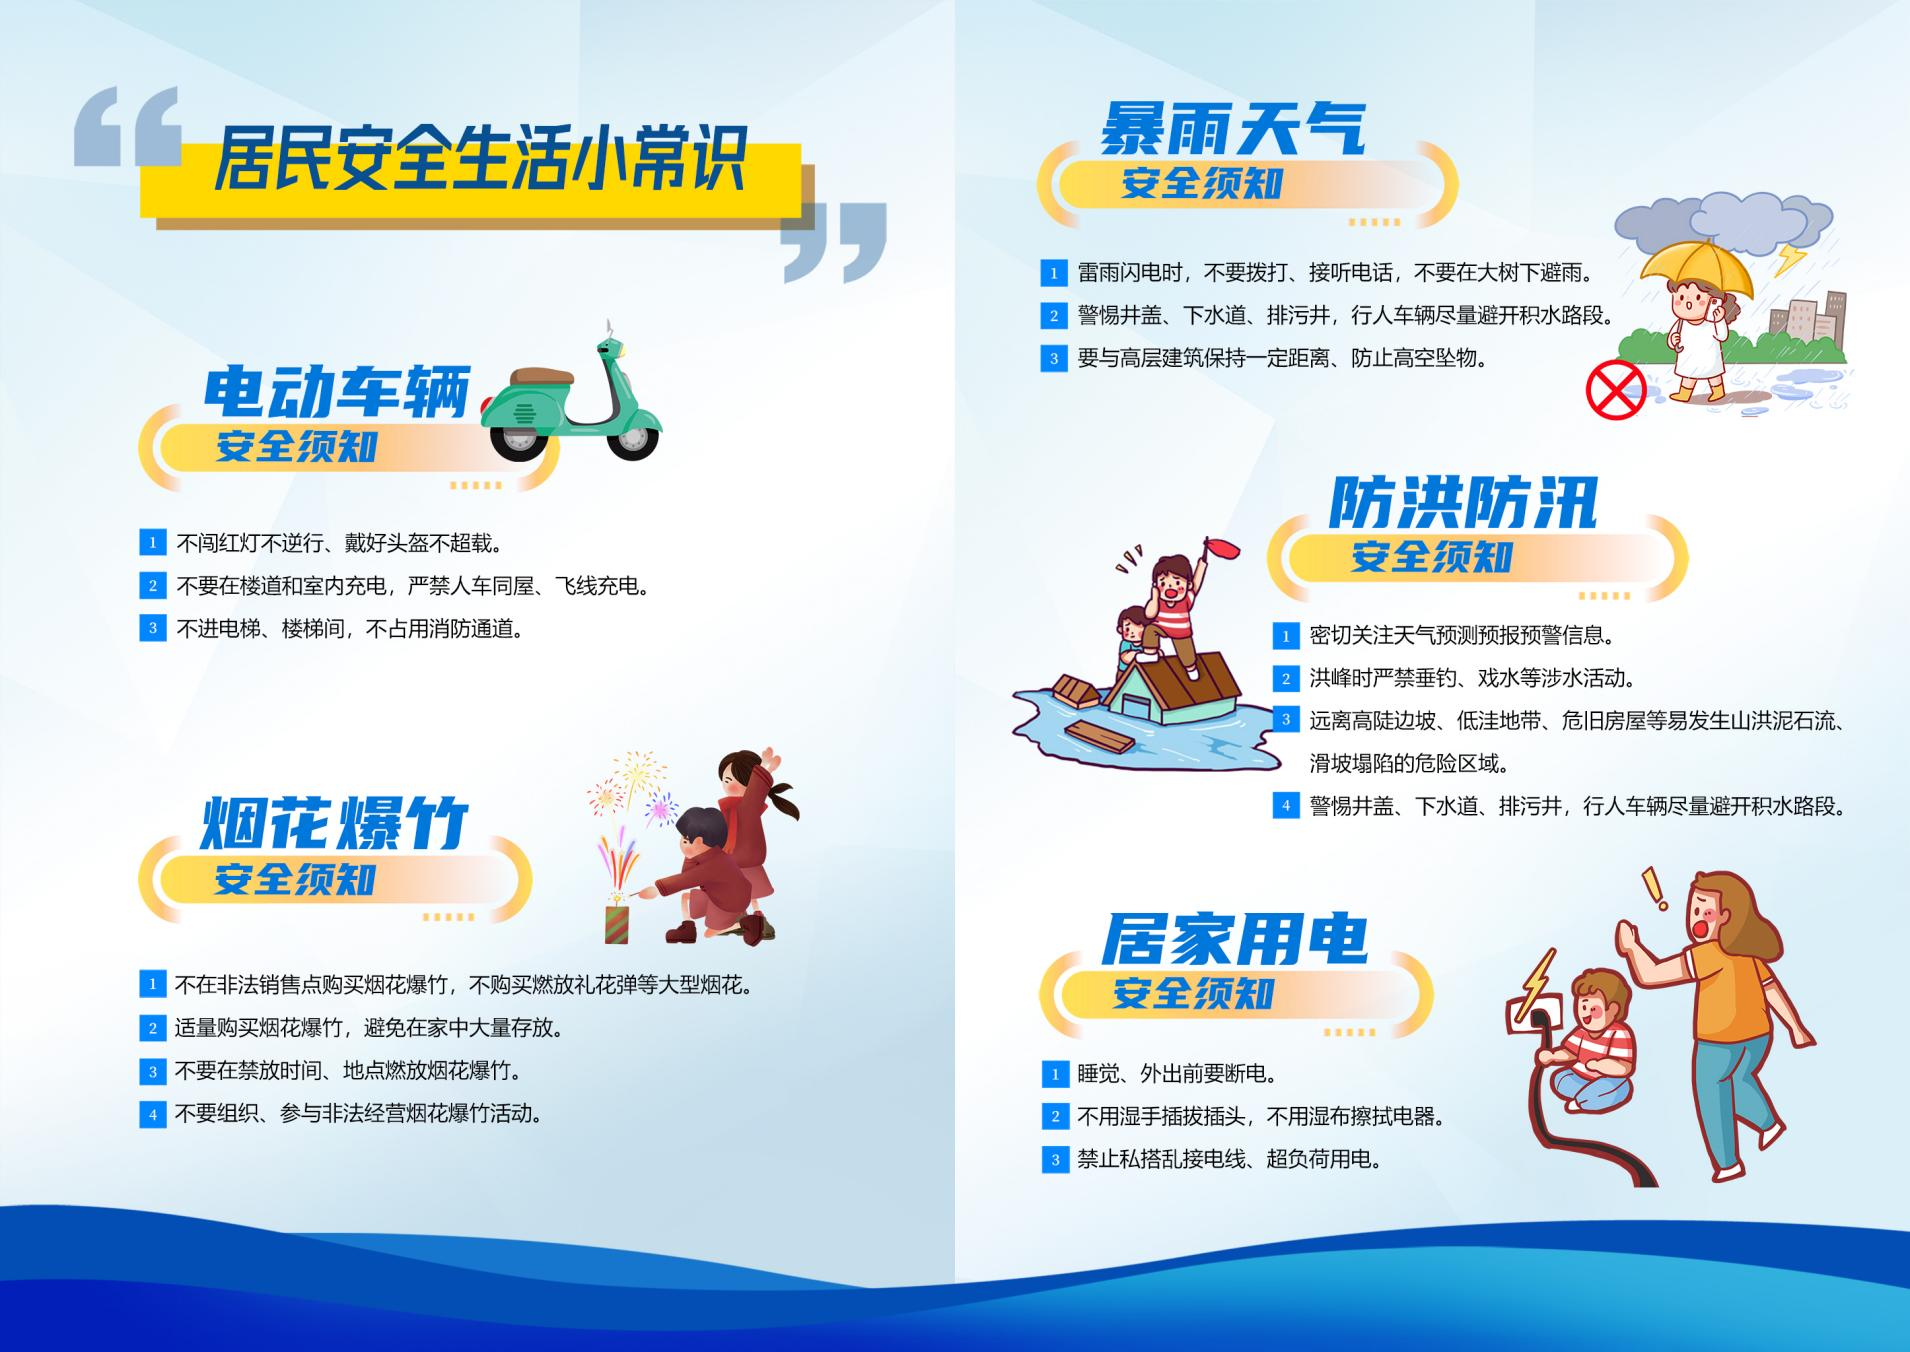 居民安全生活小常识
电动车辆
安全须知
1 不闯红灯不逆行、戴好头盔不超载。
2 不要在楼道和室内充电，严禁人车同屋、飞线充电。
3 不进电梯、楼梯间，不占用消防通道。
烟花爆竹
安全须知
1 不在非法销售点购买烟花爆竹，不购买燃放礼花弹等大型烟花。
2 适量购买烟花爆竹，避免在家中大量存放。
3 不要在禁放时间、地点燃放烟花爆竹。
4 不要组织、参与非法经营烟花爆竹活动。
暴雨天气
安全须知
1 雷雨闪电时，不要拨打、接听电话，不要在大树下避雨。
2 警惕井盖、下水道、排污井，行人车辆尽量避开积水路段。
3 要与高层建筑保持一定距离、防止高空坠物。
防洪防汛
安全须知
1 密切关注天气预测预报预警信息。
2 洪峰时严禁垂钓、戏水等涉水活动。
3 远离高陡边坡、低洼地带、危旧房屋等易发生山洪泥石流、
滑坡塌陷的危险区域。
4 警惕井盖、下水道、排污井，行人车辆尽量避开积水路段。
居家用电
安全须知
1 睡觉、外出前要断电。
2 不用湿手插拔插头，不用湿布擦拭电器。
3 禁止私搭乱接电线、超负荷用电。